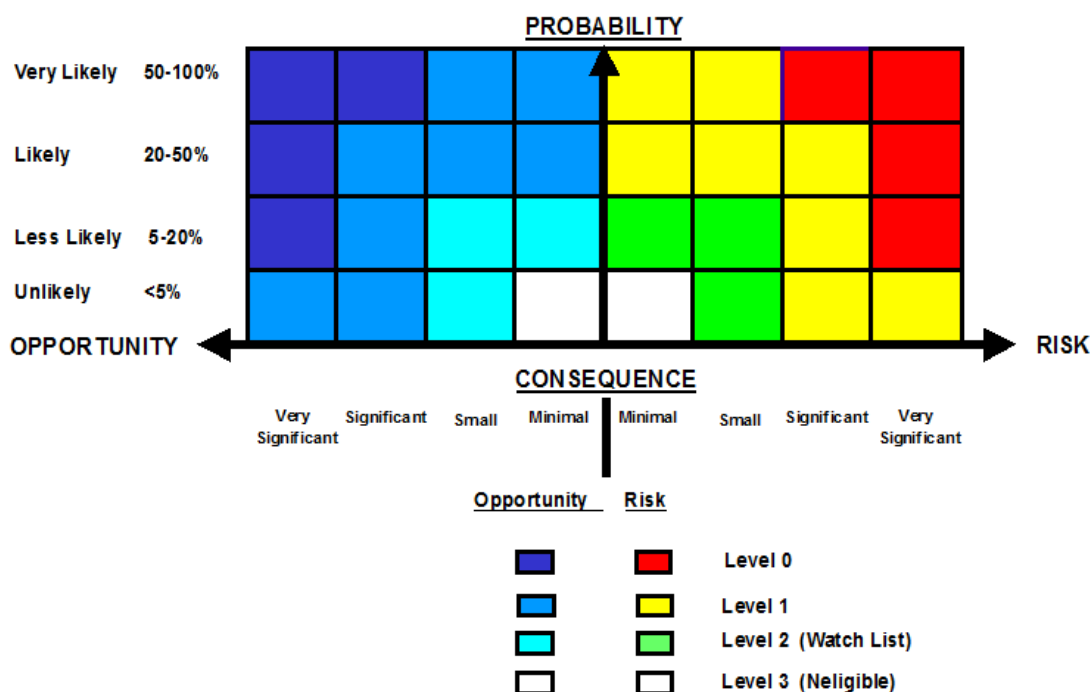 PROBABILITY
Very Likely 50-100%
Likely 20-50%
Less Likely 5-20%
Unlikely <5%
OPPORTUNITY RISK
CONSEQUENCE
Very Significant Significant Small Minimal Minimal Small Significant Very Significant
Opportunity Risk
Level 0
Level 1
Level 2 (Watch List)
Level 3 (Neligible)